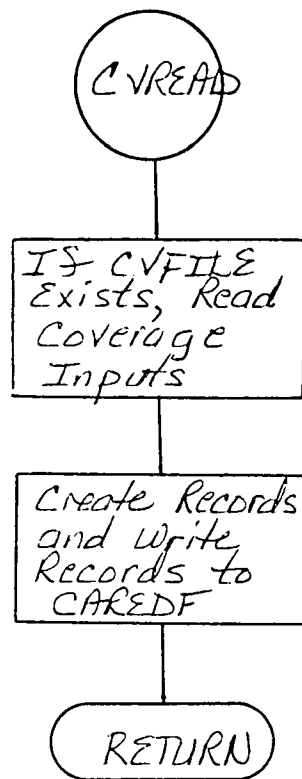 CVREAD
If CVFILE
Exists, Read
Coverage
Inputs
Create Records
and write
Records to
CAREDF
RETURN